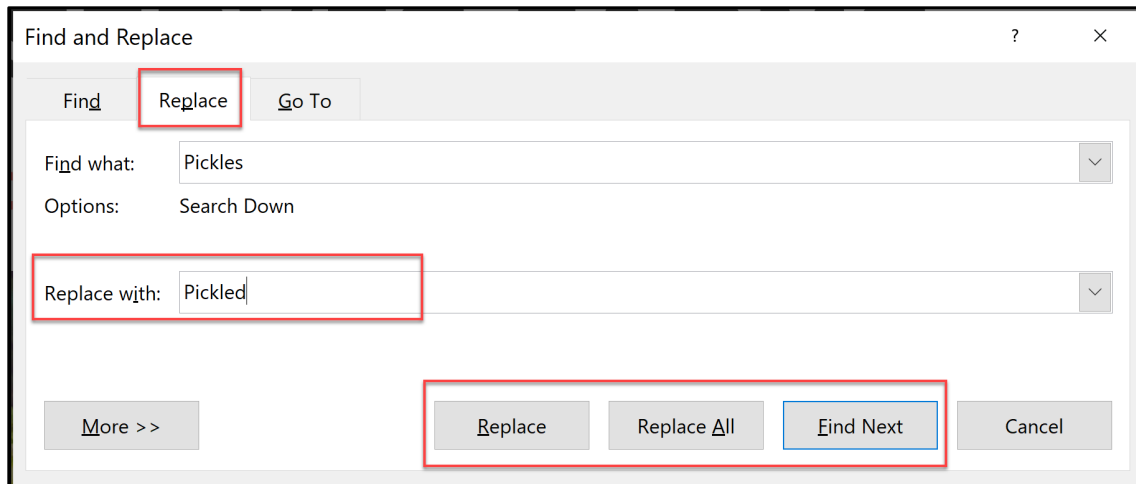 Find and Replace ?
Find Replace Go To
Find what: Pickles
Options: Search Down
Replace with: Pickled
More >> Replace Replace All Find Next Cancel